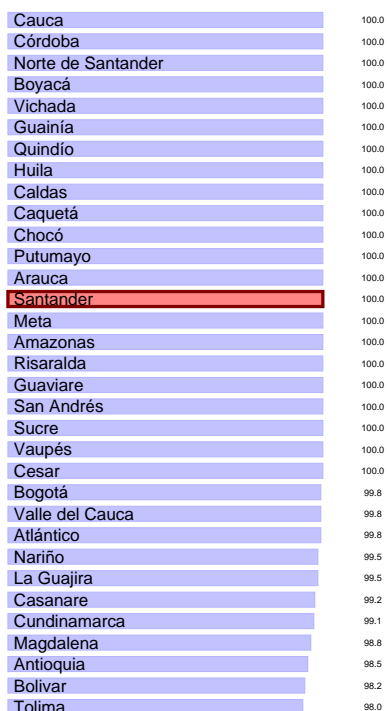 Cauca 100.0
Córdoba 100.0
Norte de Santander 100.0
Boyacá 100.0
Vichada 100.0
Guainía 100.0
Quindío 100.0
Huila 100.0
Caldas 100.0
Caquetá 100.0
Chocó 100.0
Putumayo 100.0
Arauca 100.0
Santander 100.0
Meta 100.0
Amazonas 100.0
Risaralda 100.0
Guaviare 100.0
San Andrés 100.0
Sucre 100.0
Vaupés 100.0
Cesar 100.0
Bogotá 99.8
Valle del Cauca 99.8
Atlántico 99.8
Nariño 99.5
La Guajira 99.5
Casanare 99.2
Cundinamarca 99.1
Magdalena 98.8
Antioquia 98.5
Bolivar 98.2
Tolima 98.0